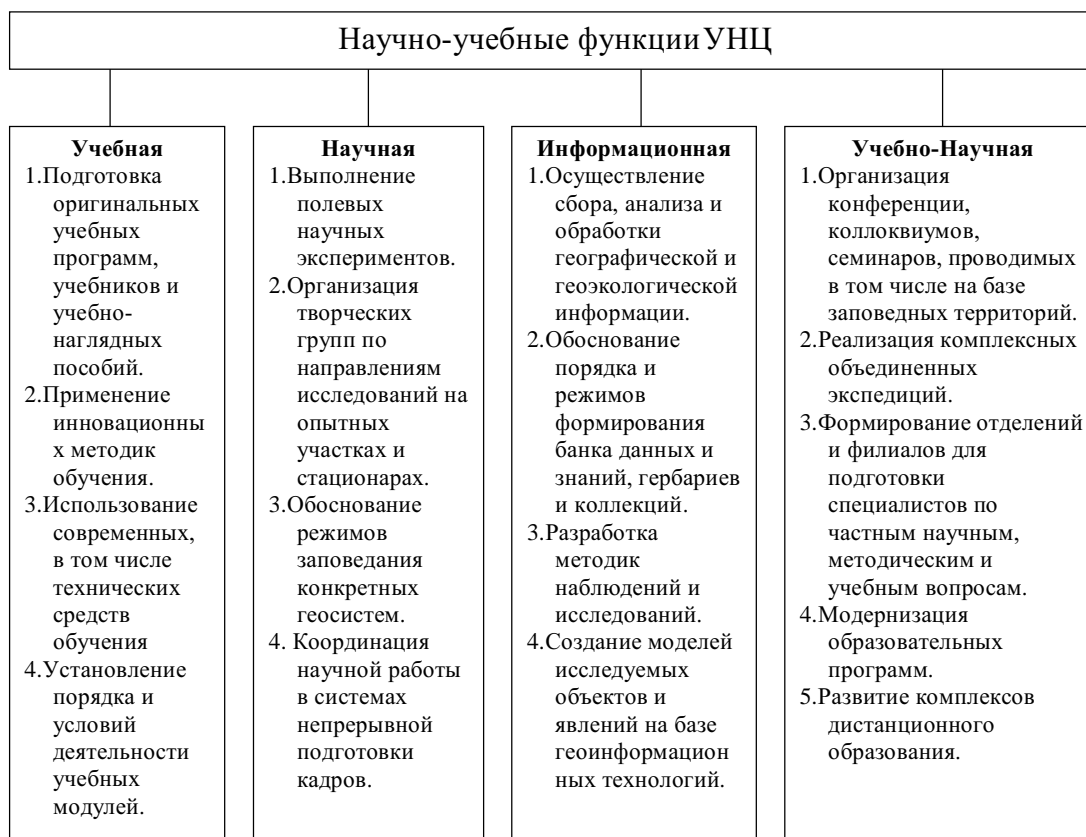 Научно-учебные функции УНЦ
Учебная
1.Подготовка
оригинальных
учебных
программ,
учебников и
учебно-
наглядных
пособий.
2.Применение
инновационны
х методик
обучения.
3.Использование
современных,
в том числе
технических
средств
обучения
4.Установление
порядка и
условий
деятельности
учебных
модулей.
Научная
1.Выполнение
полевых
научных
экспериментов.
2.Организация
творческих
групп по
направлениям
исследований на
опытных
участках и
стационарах.
3.Обоснование
режимов
заповедания
конкретных
геосистем.
4. Координация
научной работы
в системах
непрерывной
подготовки
кадров.
Информационная
1.Осуществление
сбора, анализа и
обработки
географической и
геоэкологической
информации.
2.Обоснование
порядка и
режимов
формирования
банка данных и
знаний, гербариев
и коллекций.
3.Разработка
методик
наблюдений и
исследований.
4.Создание моделей
исследуемых
объектов и
явлений на базе
геоинформацион
ных технологий.
Учебно-Научная
1.Организация
конференции,
коллоквиумов,
семинаров, проводимых
в том числе на базе
заповедных территорий.
2.Реализация комплексных
объединенных
экспедиций.
3.Формирование отделений
и филиалов для
подготовки
специалистов по
частным научным,
методическим и
учебным вопросам.
4.Модернизация
образовательных
программ.
5.Развитие комплексов
дистанционного
образования.